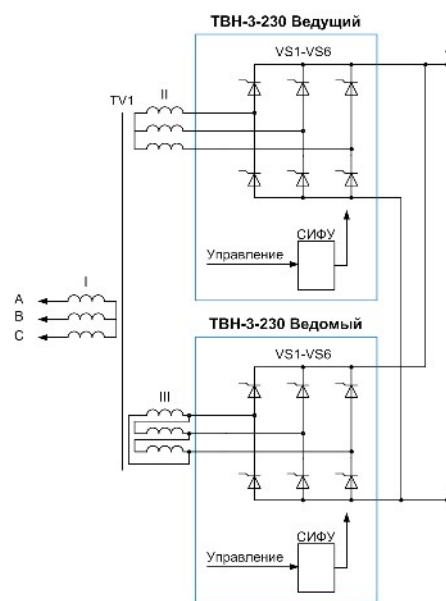 ТВН-3-230 Ведущий
VS1-VS6
TV1
II
СИФУ
Управление
I
A
B
C
ТВН-3-230 Ведомый
VS1-VS6
III
СИФУ
Управление